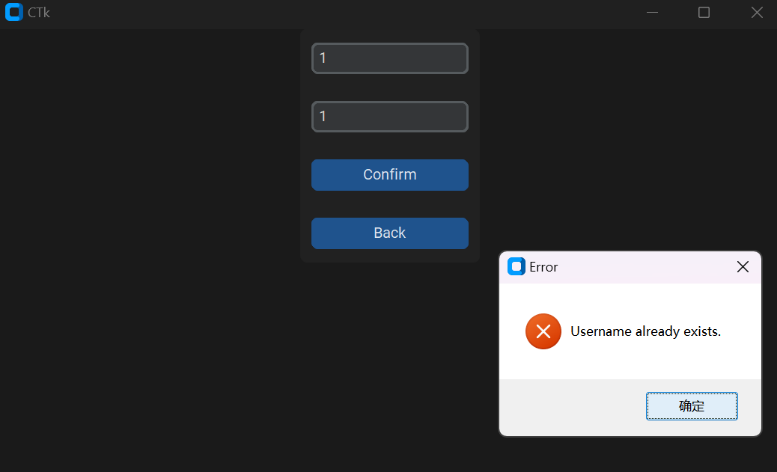 CTk
1
1
Confirm
Back
Error
Username already exists.
确定